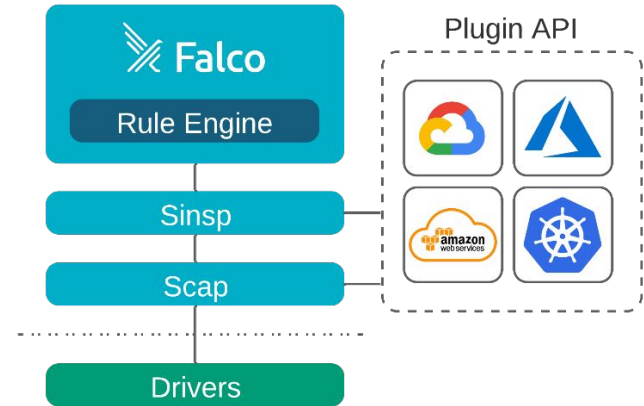 Falco
Rule Engine
Sinsp
Scap
Drivers
Plugin API
amazon
web services